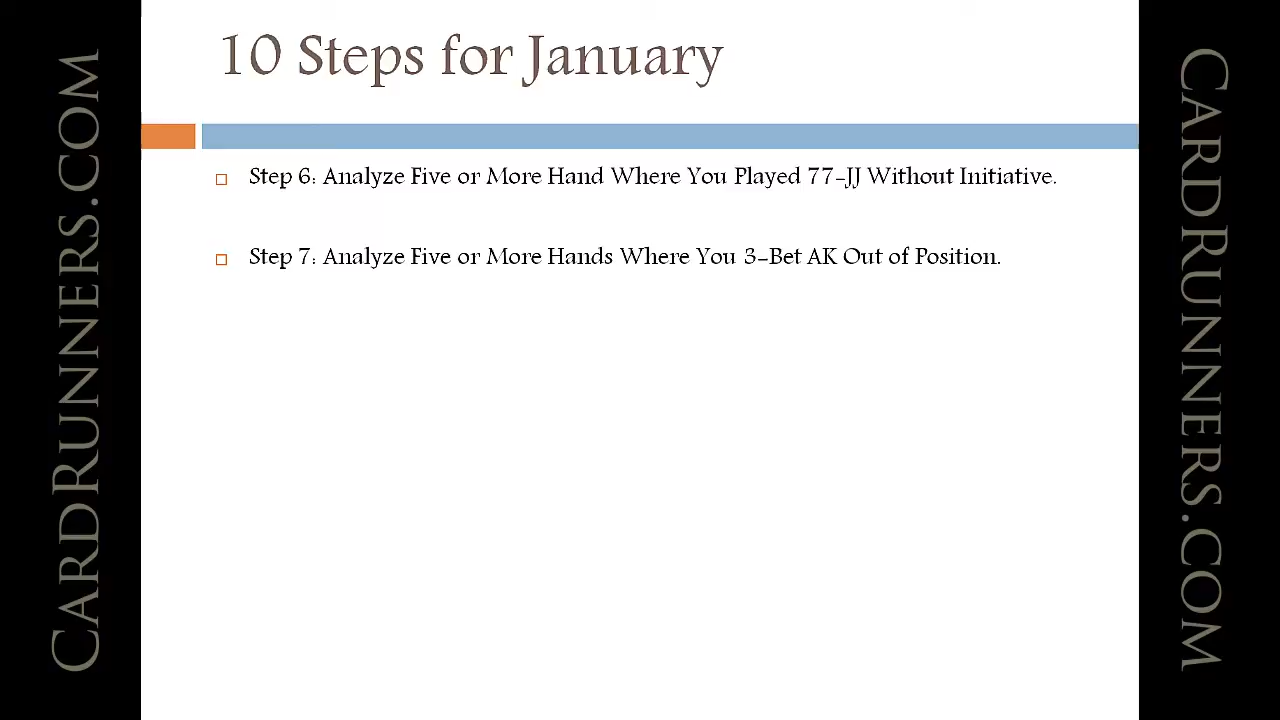 10 Steps for January
Step 6: Analyze Five or More Hand Where You Played 77-JJ Without Initiative.
Step 7: Analyze Five or More Hands Where You 3-Bet AK Out of Position.
CARDRUNNERS.COM
CARDRUNNERS.COM